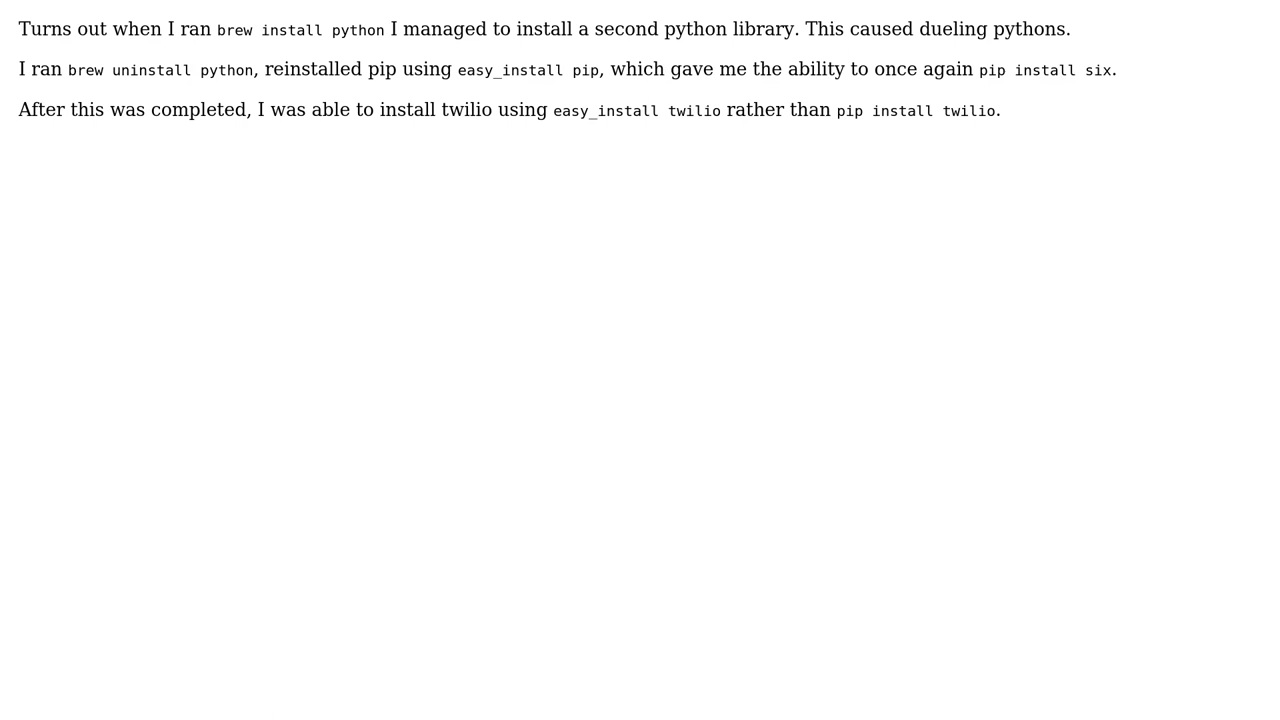 Turns out when I ran brew install python I managed to install a second python library. This caused dueling pythons.
I ran brew uninstall python, reinstalled pip using easy_install pip, which gave me the ability to once again pip install six.
After this was completed, I was able to install twilio using easy_install twilio rather than pip install twilio.